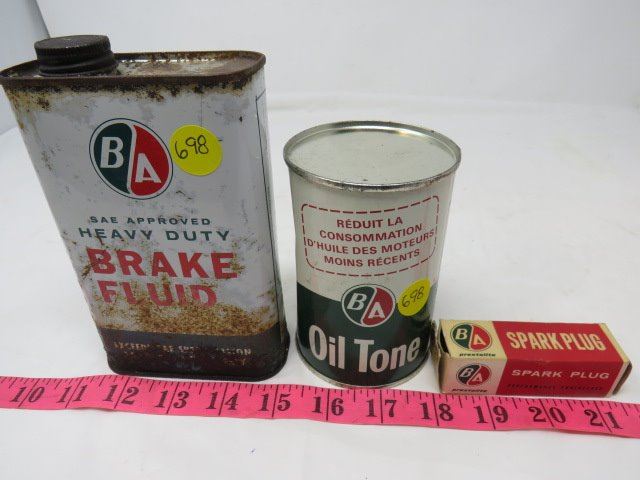 BA
698
SAE APPROVED
HEAVY DUTY
BRAKE
FLUID
RÉDUIT LA
CONSOMMATION
D'HUILE DES MOTEURS
MOINS RÉCENTS
BA
698
Oil Tone
BA
prestolite
SPARK PLUG
BA
prestolite
SPARK PLUG
10 11 12 13 14 15 16 17 18 19 20 21